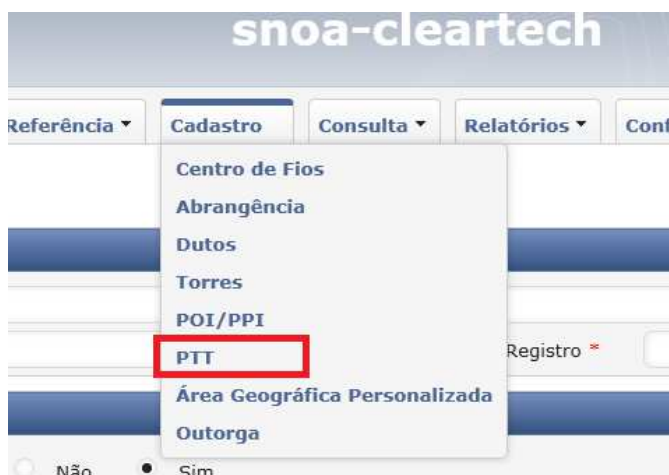 snoa-cleartech
Referência Cadastro Consulta Relatórios
Centro de Fios
Abrangência
Dutos
Torres
POI/PPI
PTT
Registro *
Área Geográfica Personalizada
Outorga
Não Sim